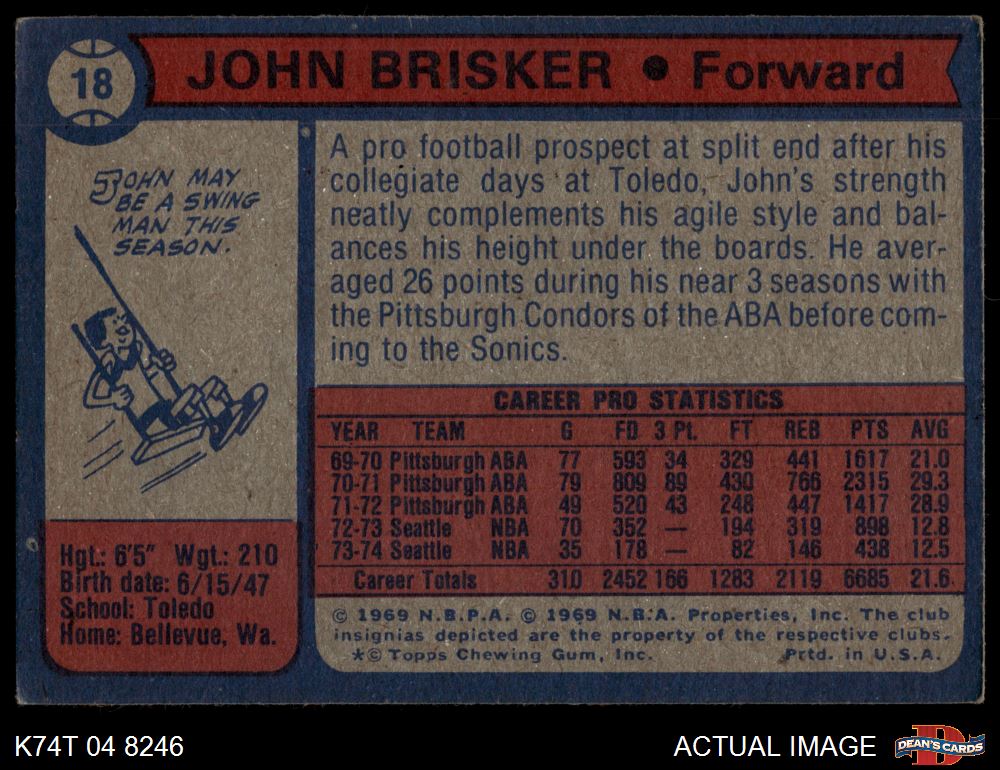 18
JOHN BRISKER • Forward
JOHN MAY
BE A SWING
MAN THIS
SEASON.
A pro football prospect at split end after his
collegiate days at Toledo, John's strength
neatly complements his agile style and bal-
ances his height under the boards. He aver-
aged 26 points during his near 3 seasons with
the Pittsburgh Condors of the ABA before com-
ing to the Sonics.
CAREER PRO STATISTICS
YEAR TEAM G FD 3 Pt. FT REB PTS AVG
69-70 Pittsburgh ABA 77 593 34 329 441 1617 21.0
70-71 Pittsburgh ABA 79 809 89 430 766 2315 29.3
71-72 Pittsburgh ABA 49 520 43 248 447 1417 28.9
72-73 Seattle NBA 70 352 — 194 319 898 12.8
73-74 Seattle NBA 35 178 — 82 146 438 12.5
Career Totals 310 2452 166 1283 2119 6685 21.6
Hgt.: 6'5" Wgt.: 210
Birth date: 6/15/47
School: Toledo
Home: Bellevue, Wa.
© 1969 N.B.P.A. © 1969 N.B.A. Properties, Inc. The club
insignias depicted are the property of the respective clubs.
*© Topps Chewing Gum, Inc. Prtd. in U.S.A.
K74T 04 8246
ACTUAL IMAGE
DEAN'S CARDS